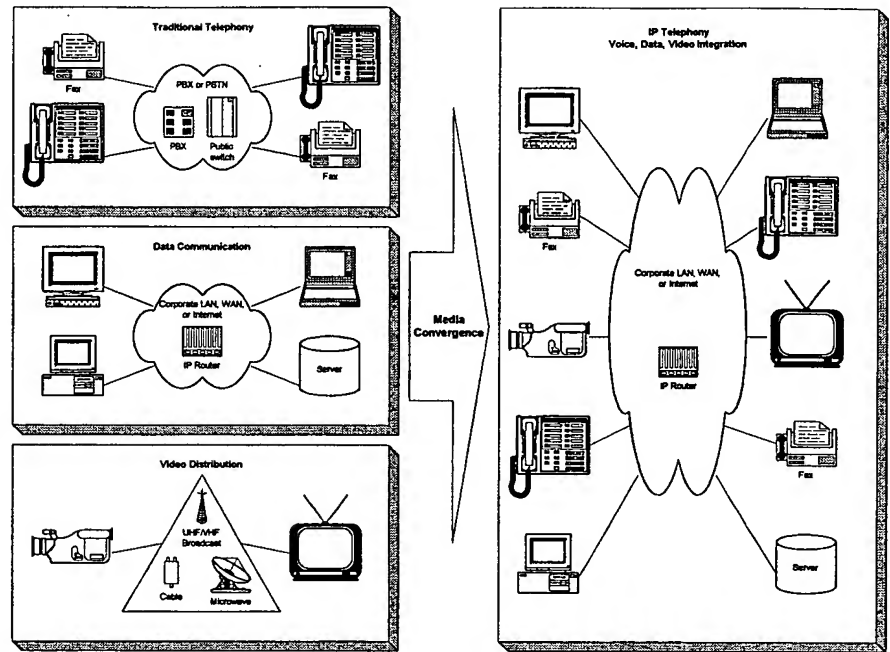 Traditional Telephony
Fax
PBX or PSTN
PBX
Public
switch
Fax
Data Communication
Corporate LAN, WAN,
or Internet
IP Router
Server
Video Distribution
UHF/VHF
Broadcast
Cable
Microwave
Media
Convergence
IP Telephony
Voice, Data, Video Integration
Fax
Corporate LAN, WAN,
or Internet
IP Router
Fax
Server